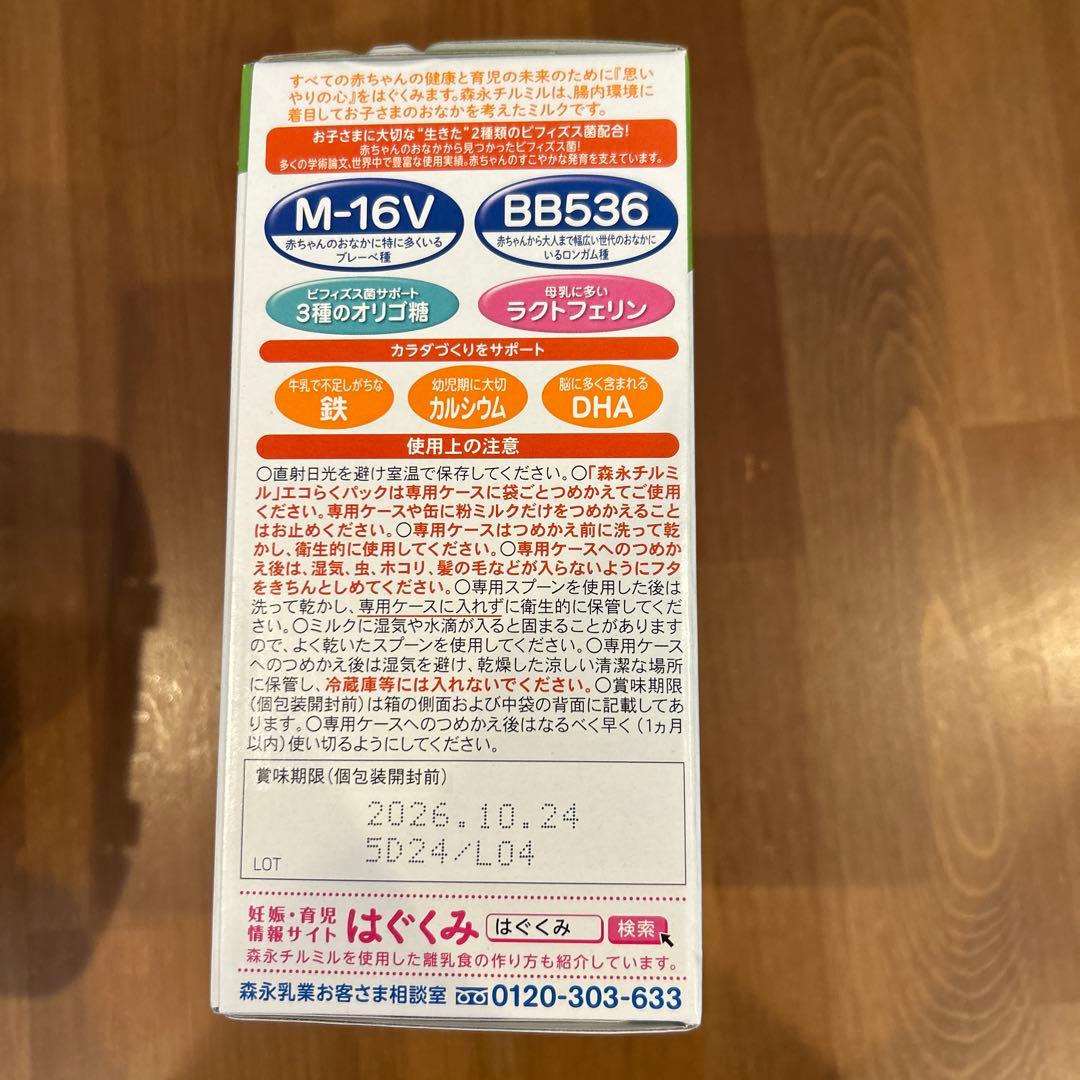 すべての赤ちゃんの健康と育児の未来のために『思い
やりの心』をはぐくみます。森永チルミルは、腸内環境に
着目してお子さまのおなかを考えたミルクです。
お子さまに大切な"生きた"2種類のビフィズス菌配合!
赤ちゃんのおなかから見つかったビフィズス菌!
多くの学術論文、世界中で豊富な使用実績。赤ちゃんのすこやかな発育を支えています。
M-16V
赤ちゃんのおなかに特に多くいる
ブレーベ種
BB536
赤ちゃんから大人まで幅広い世代のおなかに
いるロンガム種
ビフィズス菌サポート
3種のオリゴ糖
母乳に多い
ラクトフェリン
カラダづくりをサポート
牛乳で不足しがちな
鉄
幼児期に大切
カルシウム
脳に多く含まれる
DHA
使用上の注意
○直射日光を避け室温で保存してください。○「森永チルミ
ル」エコらくパックは専用ケースに袋ごとつめかえてご使用
ください。専用ケースや缶に粉ミルクだけをつめかえること
はお止めください。○専用ケースはつめかえ前に洗って乾
かし、衛生的に使用してください。○専用ケースへのつめか
え後は、湿気、虫、ホコリ、髪の毛などが入らないようにフタ
をきちんとしめてください。○専用スプーンを使用した後は
洗って乾かし、専用ケースに入れずに衛生的に保管してくだ
さい。○ミルクに湿気や水滴が入ると固まることがあります
ので、よく乾いたスプーンを使用してください。○専用ケース
へのつめかえ後は湿気を避け、乾燥した涼しい清潔な場所
に保管し、冷蔵庫等には入れないでください。○賞味期限
(個包装開封前)は箱の側面および中袋の背面に記載してあ
ります。○専用ケースへのつめかえ後はなるべく早く(1ヵ月
以内)使い切るようにしてください。
賞味期限(個包装開封前)
2026.10.24
LOT 5D24/L04
妊娠・育児
情報サイト はぐくみ はぐくみ 検索
森永チルミルを使用した離乳食の作り方も紹介しています。
森永乳業お客さま相談室 0120-303-633